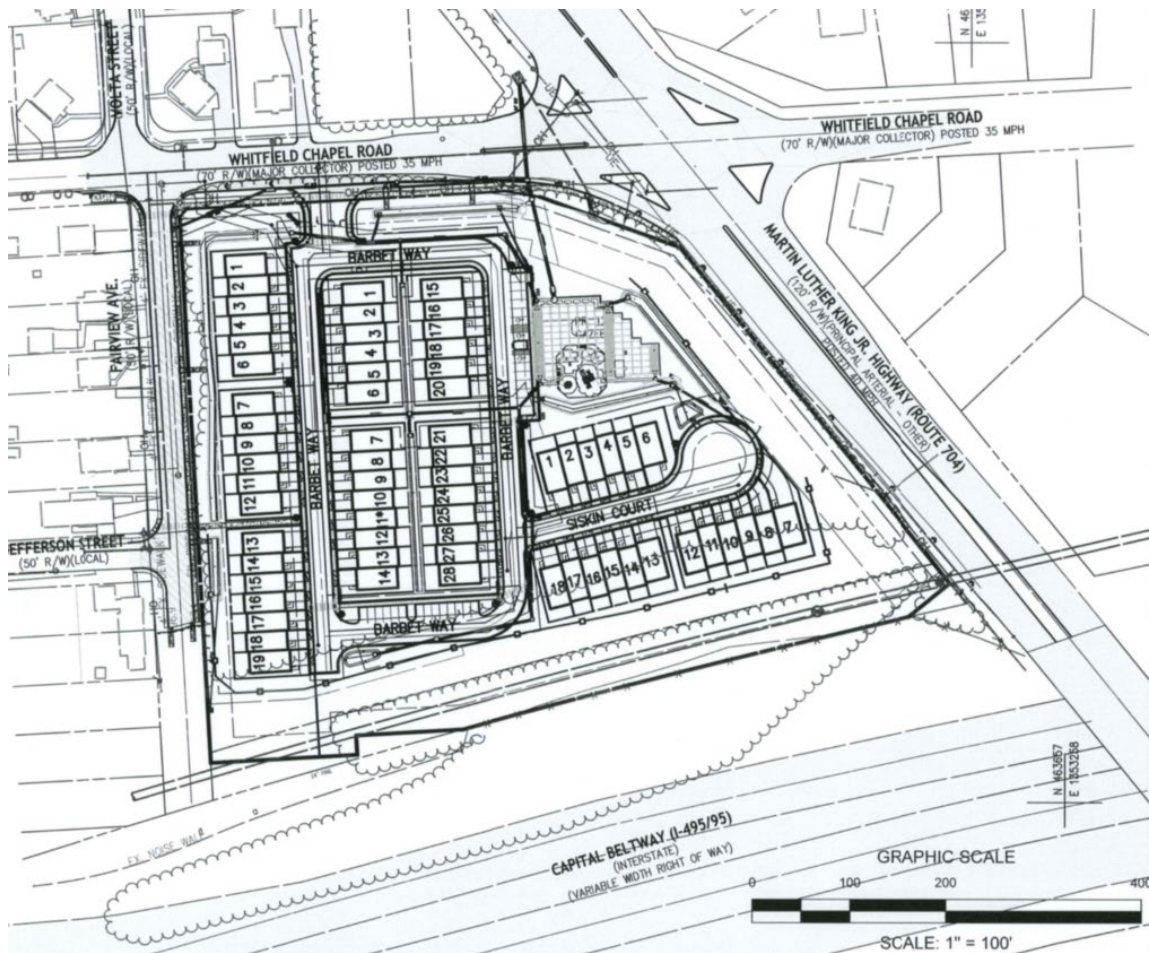 VOLTA STREET
(50' R/W)(LOCAL)
WHITFIELD CHAPEL ROAD
(70' R/W)(MAJOR COLLECTOR) POSTED 35 MPH
WHITFIELD CHAPEL ROAD
(70' R/W)(MAJOR COLLECTOR) POSTED 35 MPH
MARTIN LUTHER KING JR. HIGHWAY (ROUTE 704)
(120' R/W)(PRINCIPAL ARTERIAL - OTHER)
POSTED 40 MPH
FAIRVIEW AVE.
BARBET WAY
BARBET WAY
BARBET WAY
BARBET WAY
1
2
3
4
5
6
7
8
9
10
11
12
13
14
15
16
17
18
19
1
2
3
4
5
6
7
8
9
10
11
12
13
14
15
16
17
18
19
20
21
22
23
24
25
26
27
28
1 2 3 4 5 6
SISKIN COURT
18 17 16 15 14 13
12 11 10 9 8 7
EFFERSON STREET
(50' R/W)(LOCAL)
EX. NOISE WALL
CAPITAL BELTWAY (I-495/95)
(INTERSTATE)
(VARIABLE WIDTH RIGHT OF WAY)
N 463657
E 1353258
GRAPHIC SCALE
0 100 200 400
SCALE: 1" = 100'